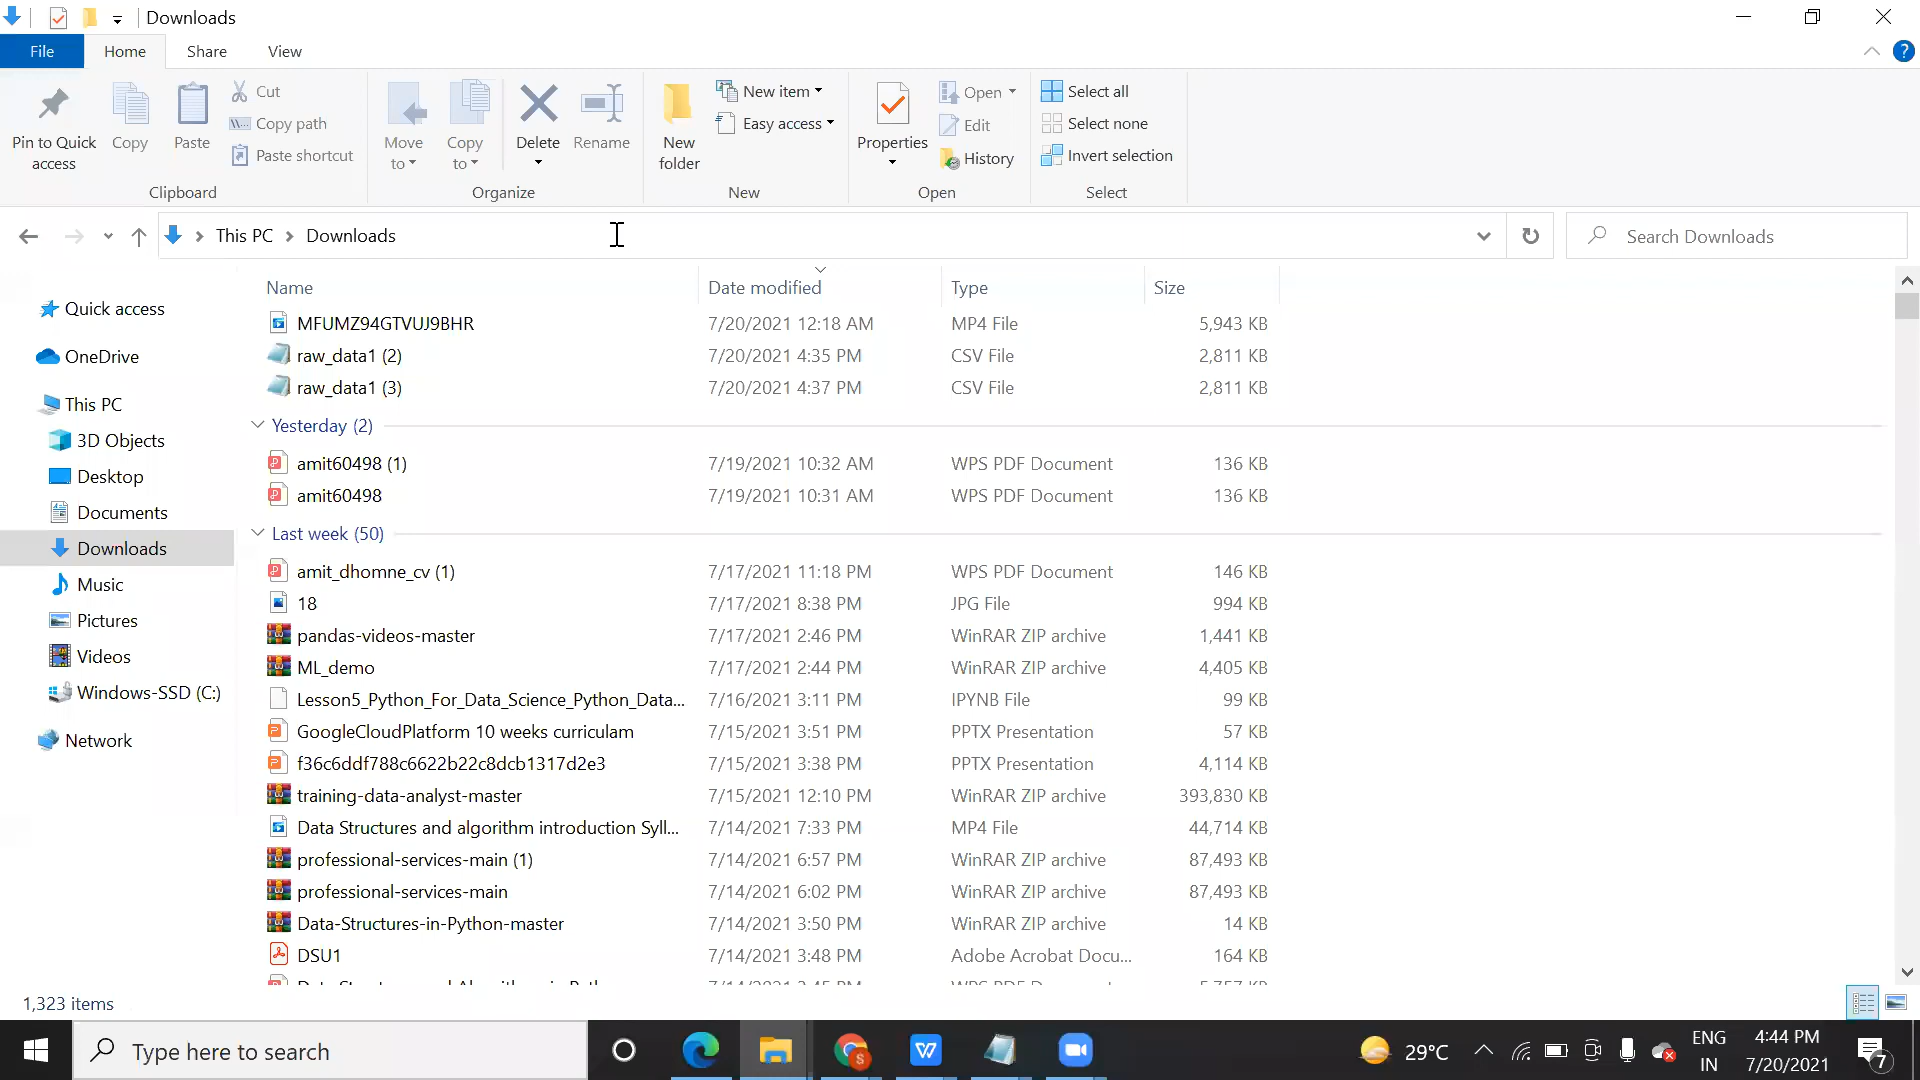 Downloads
File Home Share View
Pin to Quick access
Copy
Paste
Cut
Copy path
Paste shortcut
Clipboard
Move to
Copy to
Delete
Rename
Organize
New folder
New item
Easy access
New
Properties
Open
Edit
History
Open
Select all
Select none
Invert selection
Select
This PC > Downloads
Search Downloads
Quick access
OneDrive
This PC
3D Objects
Desktop
Documents
Downloads
Music
Pictures
Videos
Windows-SSD (C:)
Network
Name Date modified Type Size
MFUMZ94GTVUJ9BHR 7/20/2021 12:18 AM MP4 File 5,943 KB
raw_data1 (2) 7/20/2021 4:35 PM CSV File 2,811 KB
raw_data1 (3) 7/20/2021 4:37 PM CSV File 2,811 KB
Yesterday (2)
amit60498 (1) 7/19/2021 10:32 AM WPS PDF Document 136 KB
amit60498 7/19/2021 10:31 AM WPS PDF Document 136 KB
Last week (50)
amit_dhomne_cv (1) 7/17/2021 11:18 PM WPS PDF Document 146 KB
18 7/17/2021 8:38 PM JPG File 994 KB
pandas-videos-master 7/17/2021 2:46 PM WinRAR ZIP archive 1,441 KB
ML_demo 7/17/2021 2:44 PM WinRAR ZIP archive 4,405 KB
Lesson5_Python_For_Data_Science_Python_Data... 7/16/2021 3:11 PM IPYNB File 99 KB
GoogleCloudPlatform 10 weeks curriculam 7/15/2021 3:51 PM PPTX Presentation 57 KB
f36c6ddf788c6622b22c8dcb1317d2e3 7/15/2021 3:38 PM PPTX Presentation 4,114 KB
training-data-analyst-master 7/15/2021 12:10 PM WinRAR ZIP archive 393,830 KB
Data Structures and algorithm introduction Syll... 7/14/2021 7:33 PM MP4 File 44,714 KB
professional-services-main (1) 7/14/2021 6:57 PM WinRAR ZIP archive 87,493 KB
professional-services-main 7/14/2021 6:02 PM WinRAR ZIP archive 87,493 KB
Data-Structures-in-Python-master 7/14/2021 3:50 PM WinRAR ZIP archive 14 KB
DSU1 7/14/2021 3:48 PM Adobe Acrobat Docu... 164 KB
1,323 items
Type here to search
29°C
ENG
IN
4:44 PM
7/20/2021
7